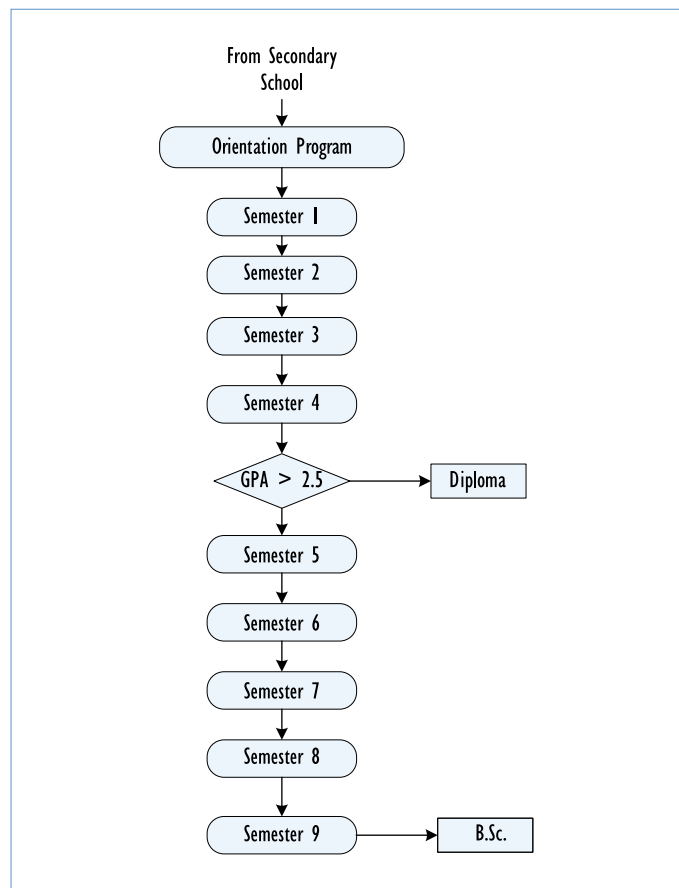 From Secondary
School
Orientation Program
Semester 1
Semester 2
Semester 3
Semester 4
GPA > 2.5
Diploma
Semester 5
Semester 6
Semester 7
Semester 8
Semester 9
B.Sc.